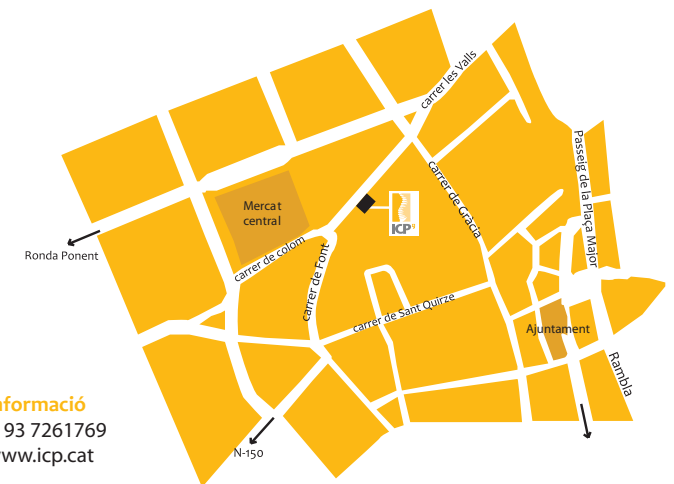 carrer les Valls
Passeig de la Plaça Major
carrer de Gràcia
Mercat
central
ICP
Ronda Ponent
carrer de colom
carrer de Font
carrer de Sant Quirze
Ajuntament
Rambla
nformació
93 7261769
ww.icp.cat
N-150